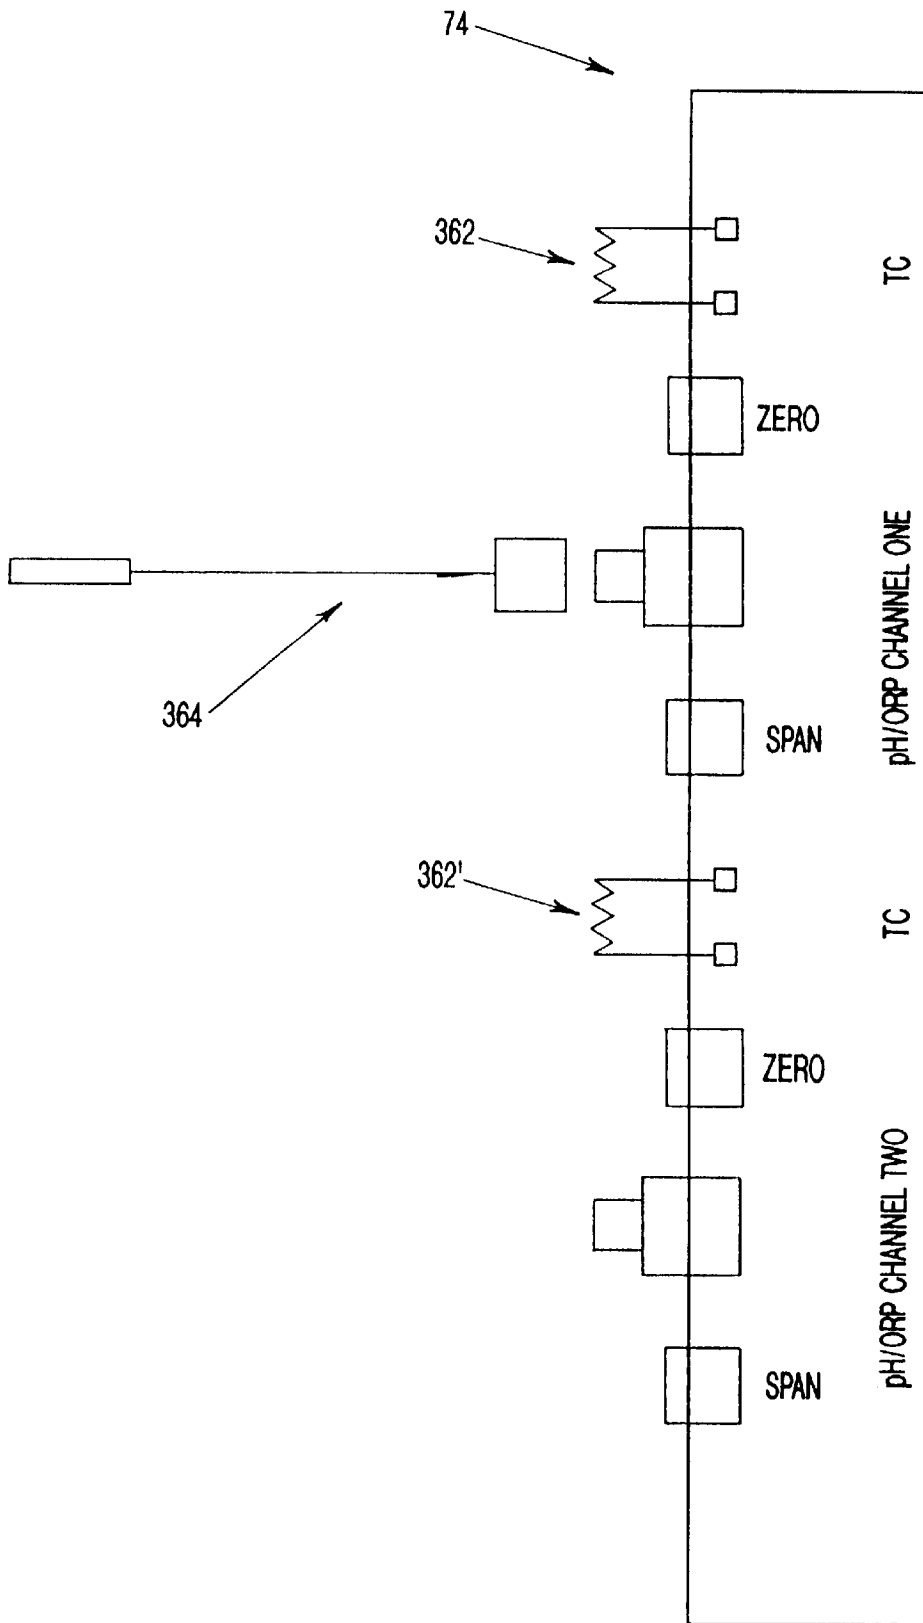 74
362
TC
ZERO
pH/ORP CHANNEL ONE
364
SPAN
362'
TC
ZERO
pH/ORP CHANNEL TWO
SPAN